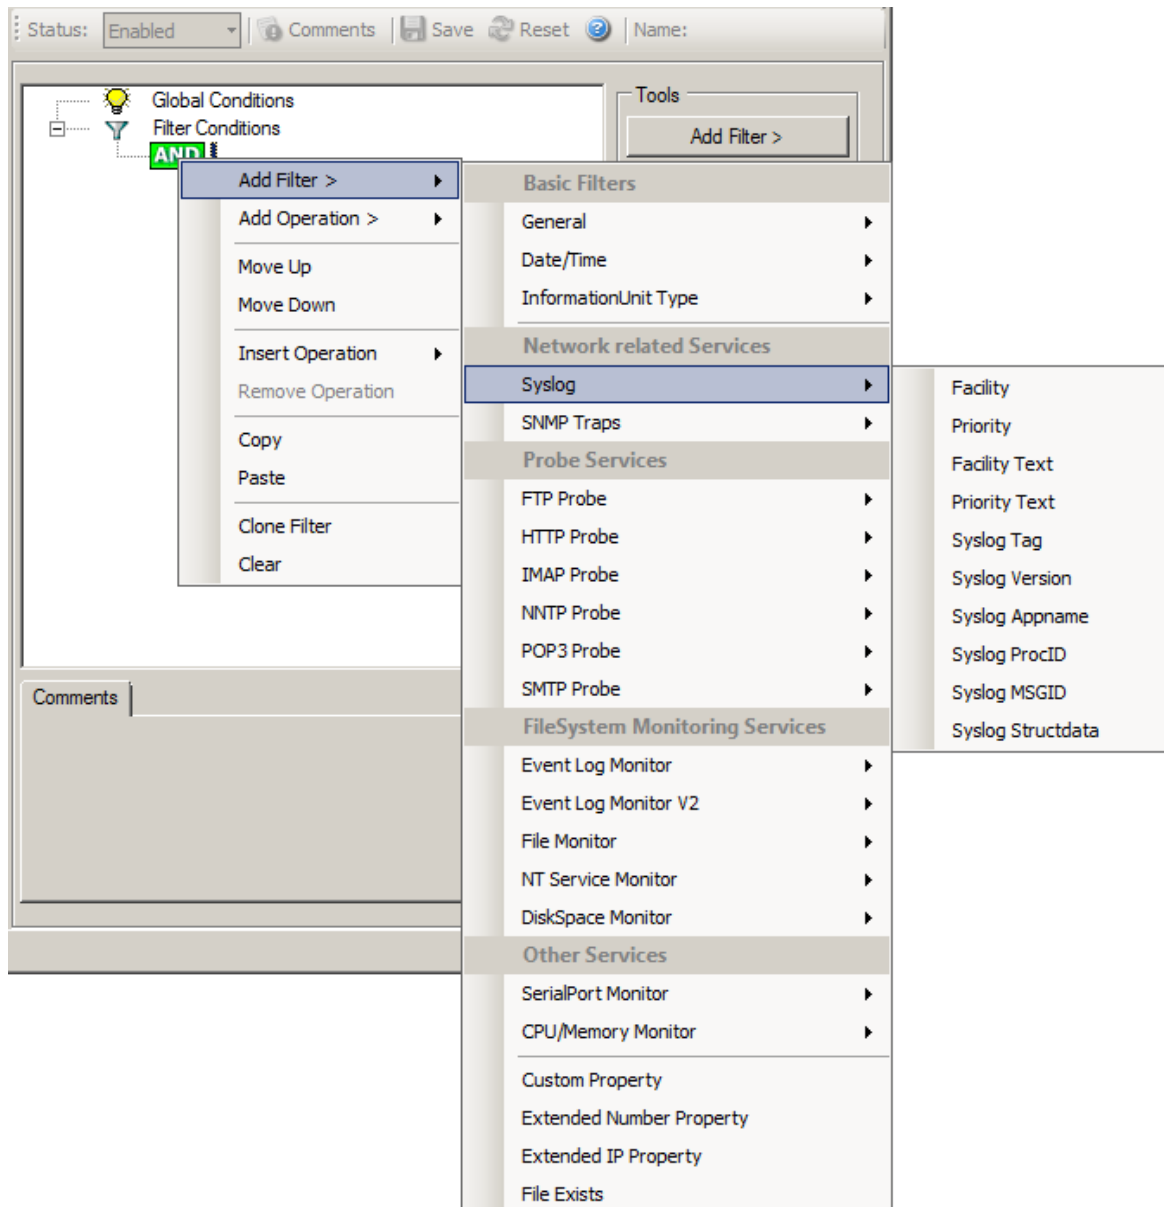 Status: Enabled Comments Save Reset Name:
Global Conditions
Filter Conditions
AND
Tools
Add Filter >
Add Filter >
Add Operation >
Move Up
Move Down
Insert Operation
Remove Operation
Copy
Paste
Clone Filter
Clear
Basic Filters
General
Date/Time
InformationUnit Type
Network related Services
Syslog
SNMP Traps
Probe Services
FTP Probe
HTTP Probe
IMAP Probe
NNTP Probe
POP3 Probe
SMTP Probe
FileSystem Monitoring Services
Event Log Monitor
Event Log Monitor V2
File Monitor
NT Service Monitor
DiskSpace Monitor
Other Services
SerialPort Monitor
CPU/Memory Monitor
Custom Property
Extended Number Property
Extended IP Property
File Exists
Facility
Priority
Facility Text
Priority Text
Syslog Tag
Syslog Version
Syslog Appname
Syslog ProcID
Syslog MSGID
Syslog Structdata
Comments